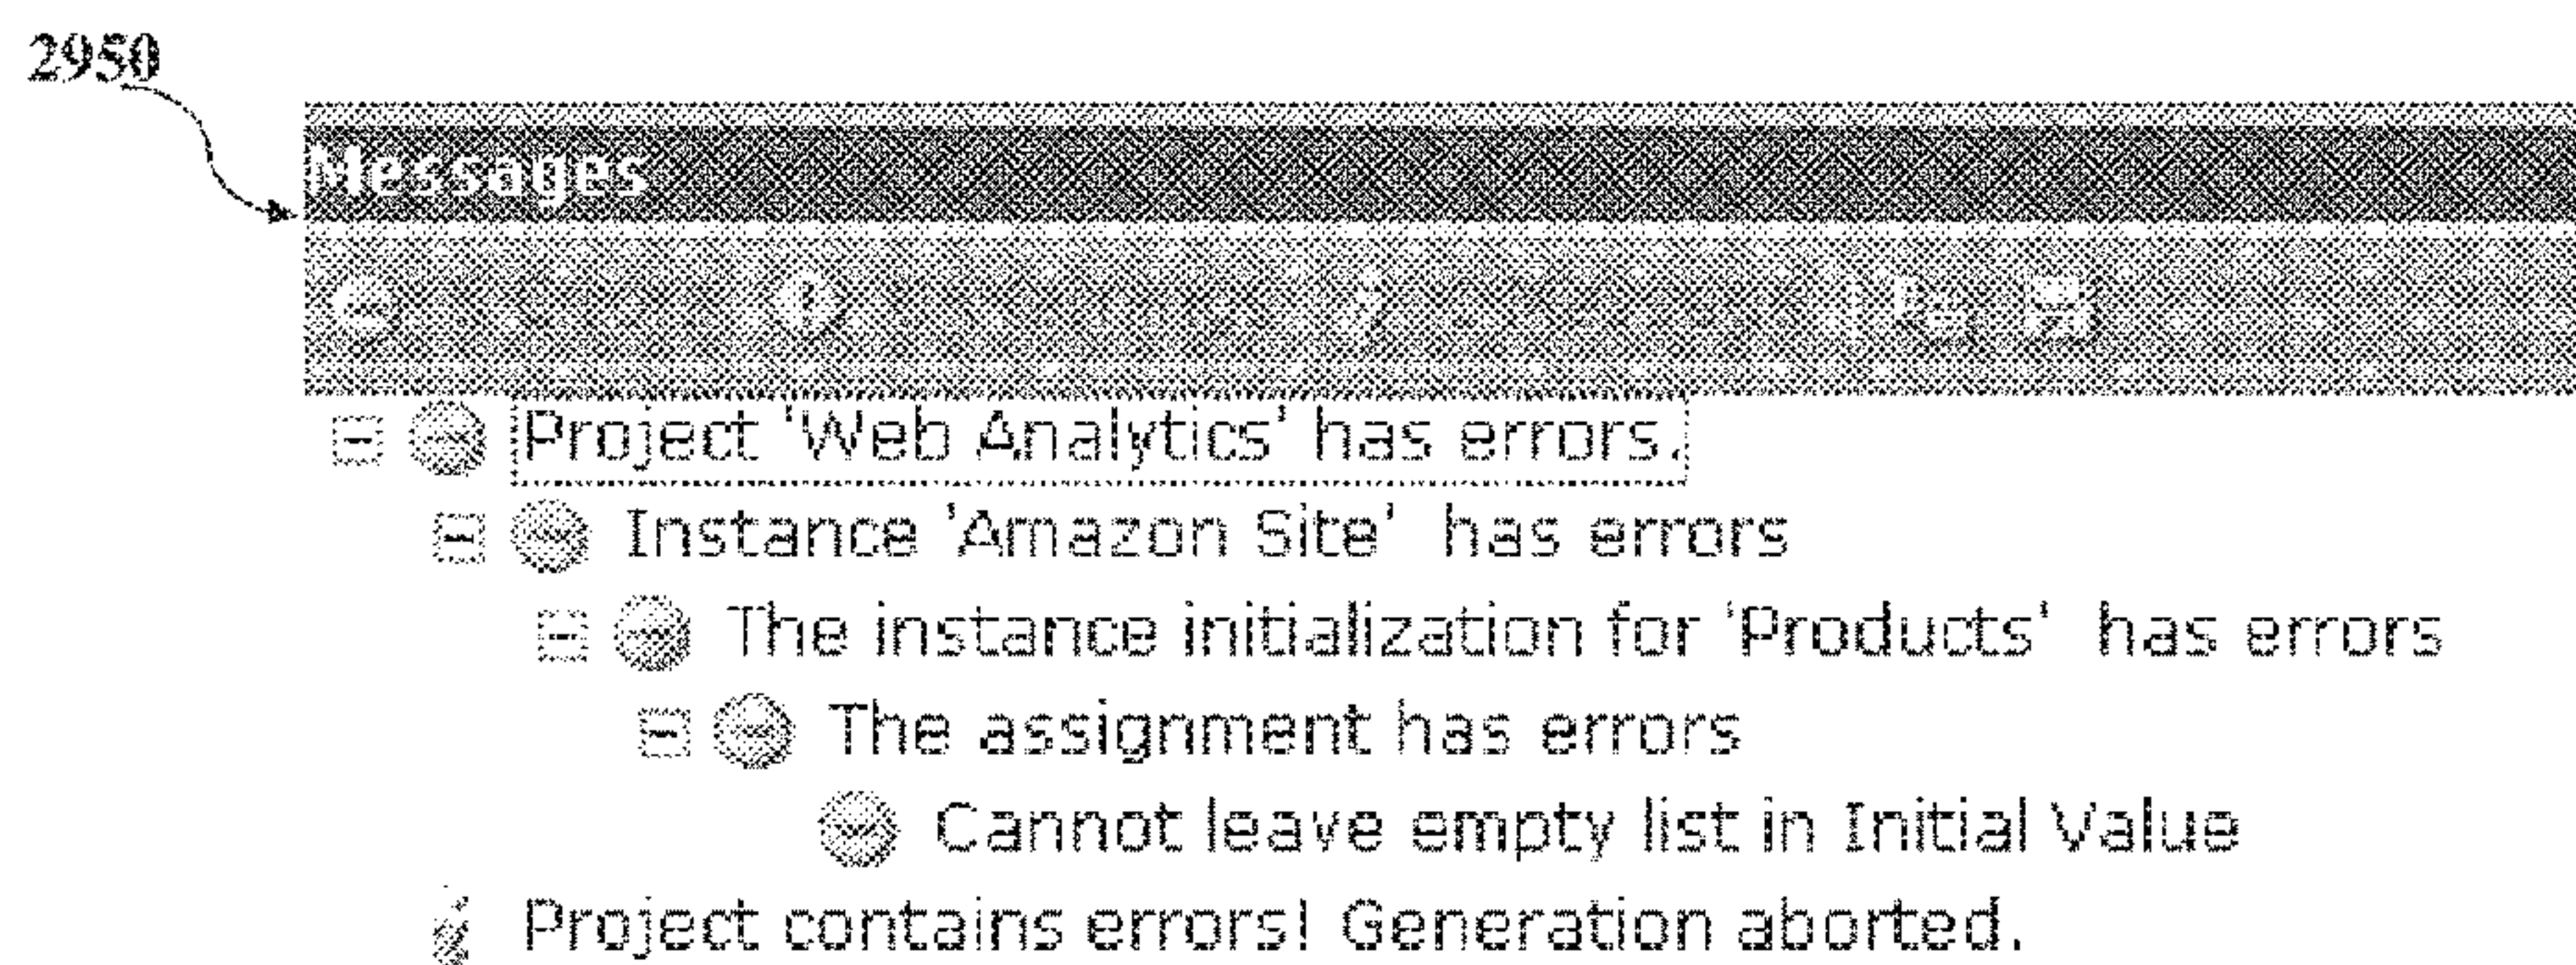 2950
Messages
Project 'Web Analytics' has errors.
Instance 'Amazon Site' has errors
The instance initialization for 'Products' has errors
The assignment has errors
Cannot leave empty list in Initial Value
Project contains errors! Generation aborted.